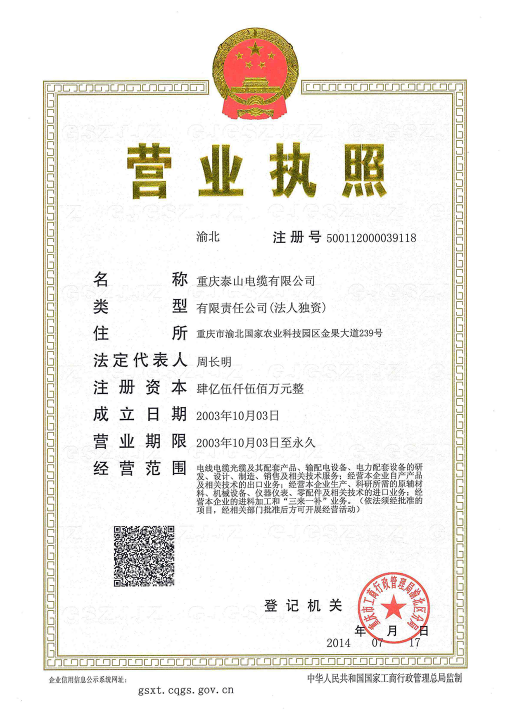 营业执照
渝北 注册号 500112000039118
名称 重庆泰山电缆有限公司
类型 有限责任公司(法人独资)
住所 重庆市渝北国家农业科技园区金果大道239号
法定代表人 周长明
注册资本 肆亿伍仟伍佰万元整
成立日期 2003年10月03日
营业期限 2003年10月03日至永久
经营范围 电线电缆光缆及其配套产品、输配电设备、电力配套设备的研
发、设计、制造、销售及相关技术服务；经营本企业自产产品
及相关技术的出口业务；经营本企业生产、科研所需的原辅材
料、机械设备、仪器仪表、零配件及相关技术的进口业务；经
营本企业的进料加工和“三来一补”业务。（依法须经批准的
项目，经相关部门批准后方可开展经营活动）
登记机关
重庆市工商行政管理局渝北区分局
年 月 日
2014 07 17
企业信用信息公示系统网址：
gsxt.cqgs.gov.cn
中华人民共和国国家工商行政管理总局监制